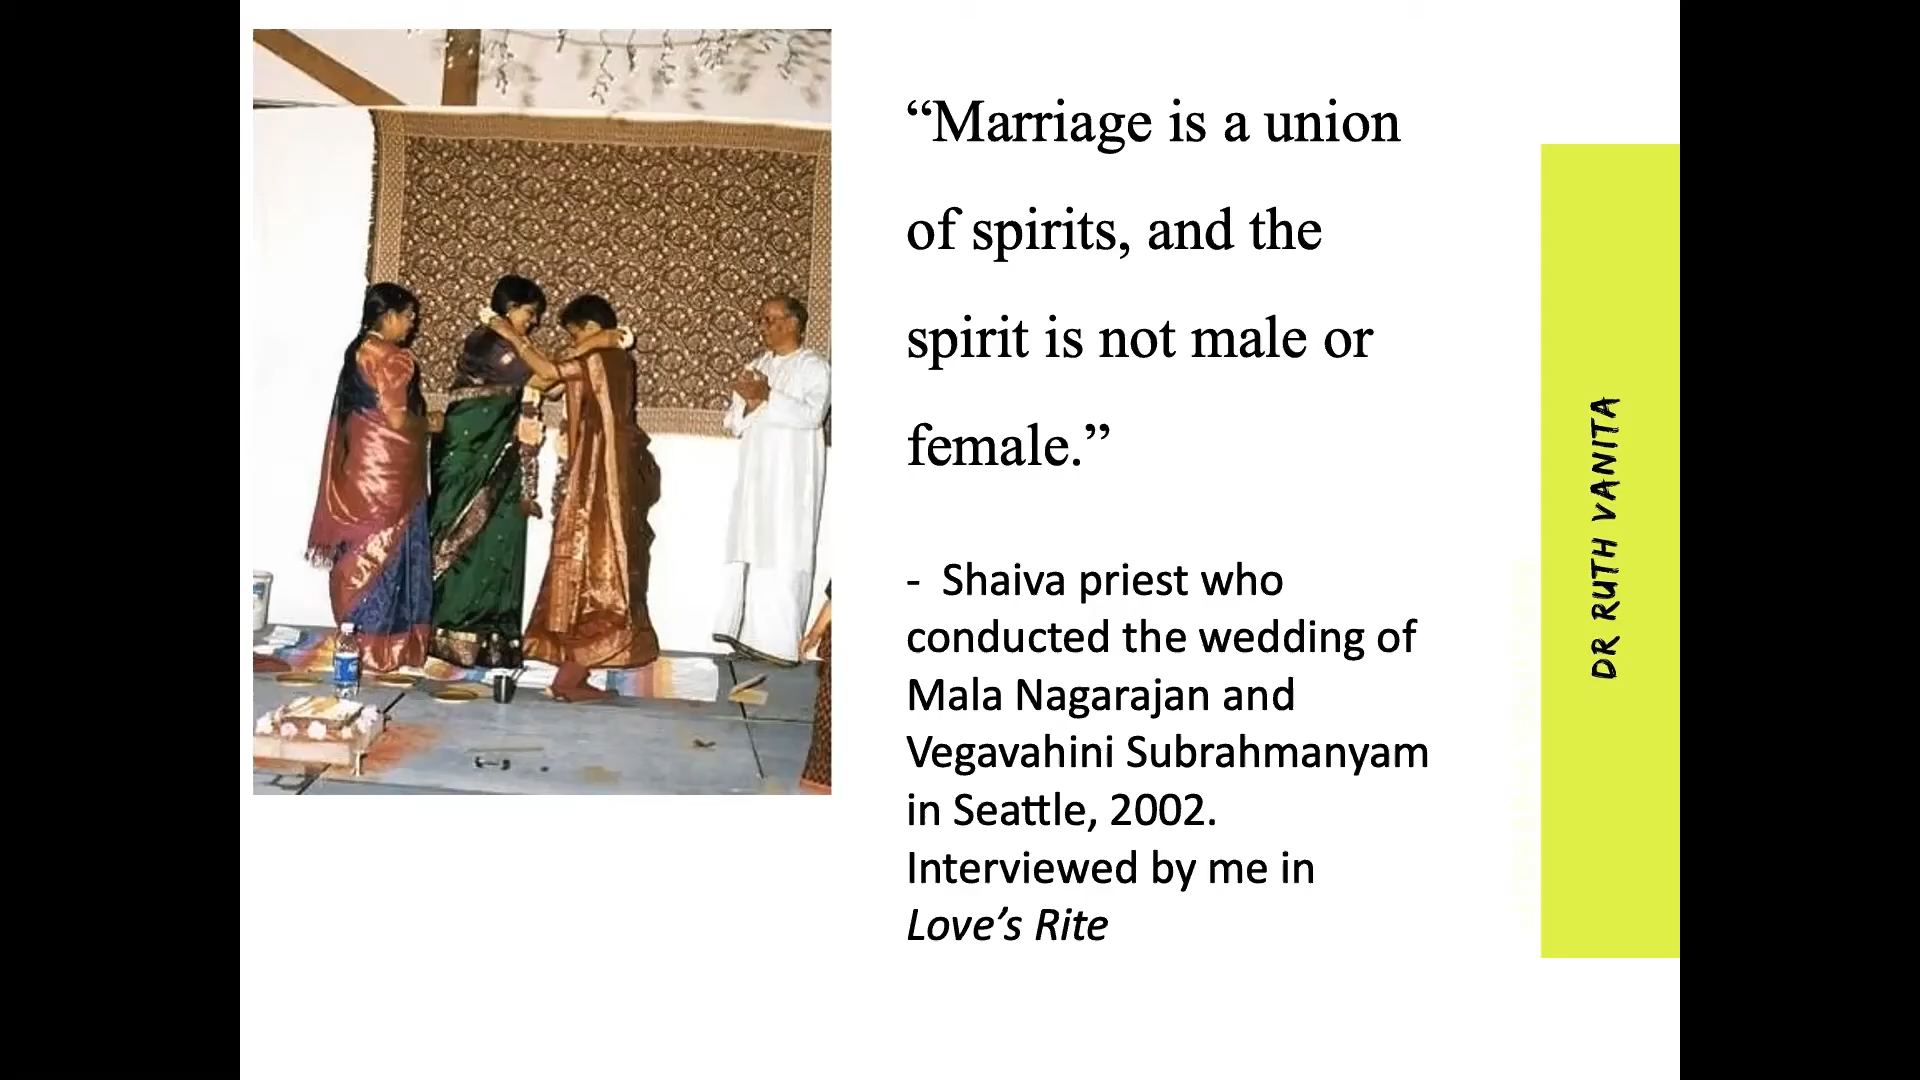 “Marriage is a union
of spirits, and the
spirit is not male or
female.”
- Shaiva priest who
conducted the wedding of
Mala Nagarajan and
Vegavahini Subrahmanyam
in Seattle, 2002.
Interviewed by me in
Love’s Rite
DR RUTH VANITA